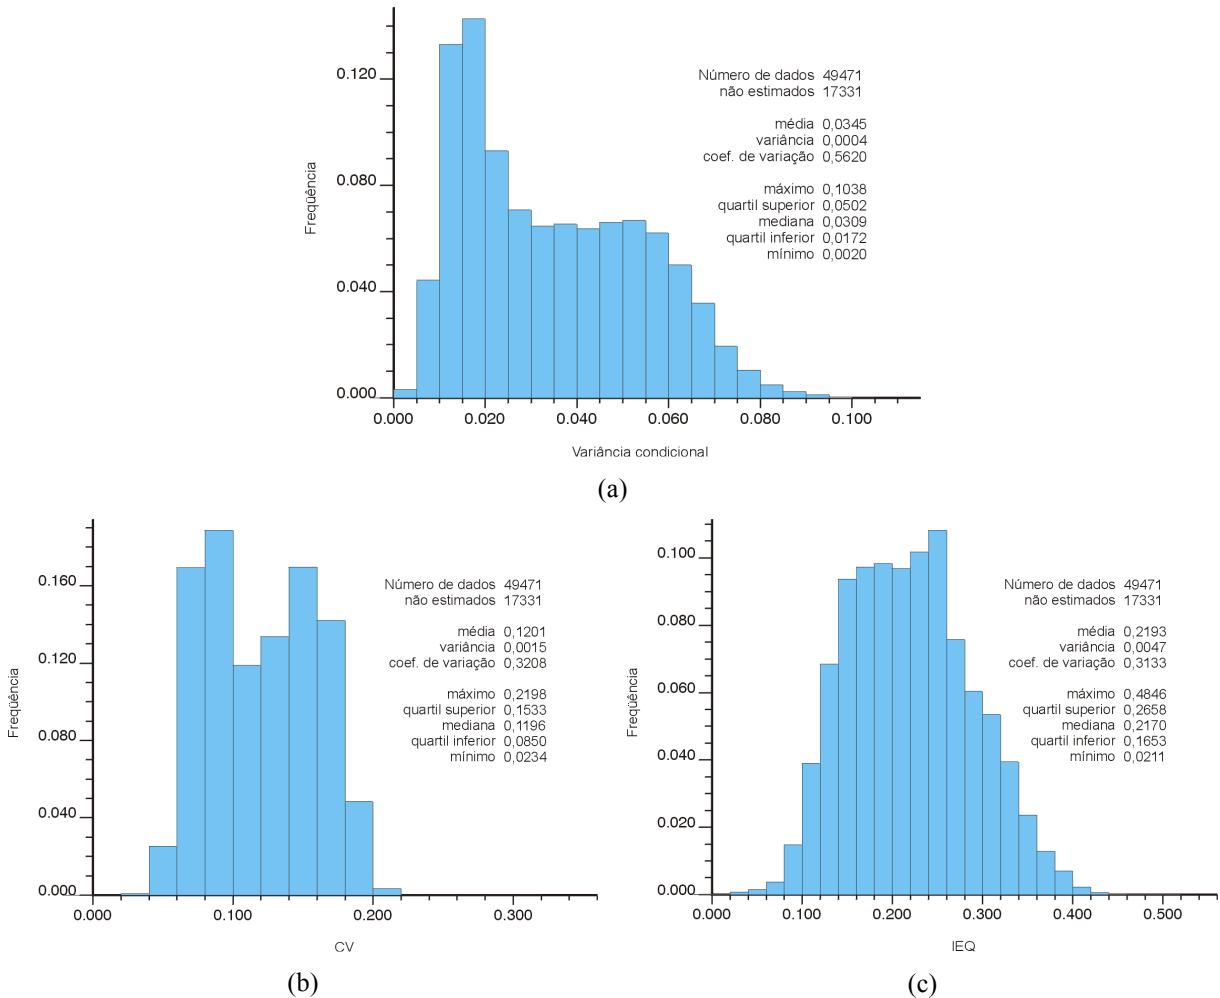 0.120
0.080
0.040
0.000
Freqüência
0.000 0.020 0.040 0.060 0.080 0.100
Variância condicional
Número de dados 49471
não estimados 17331
média 0,0345
variância 0,0004
coef. de variação 0,5620
máximo 0,1038
quartil superior 0,0502
mediana 0,0309
quartil inferior 0,0172
mínimo 0,0020
(a)
0.160
0.120
0.080
0.040
0.000
Freqüência
0.000 0.100 0.200 0.300
CV
Número de dados 49471
não estimados 17331
média 0,1201
variância 0,0015
coef. de variação 0,3208
máximo 0,2198
quartil superior 0,1533
mediana 0,1196
quartil inferior 0,0850
mínimo 0,0234
(b)
0.100
0.080
0.060
0.040
0.020
0.000
Freqüência
0.000 0.100 0.200 0.300 0.400 0.500
IEQ
Número de dados 49471
não estimados 17331
média 0,2193
variância 0,0047
coef. de variação 0,3133
máximo 0,4846
quartil superior 0,2658
mediana 0,2170
quartil inferior 0,1653
mínimo 0,0211
(c)